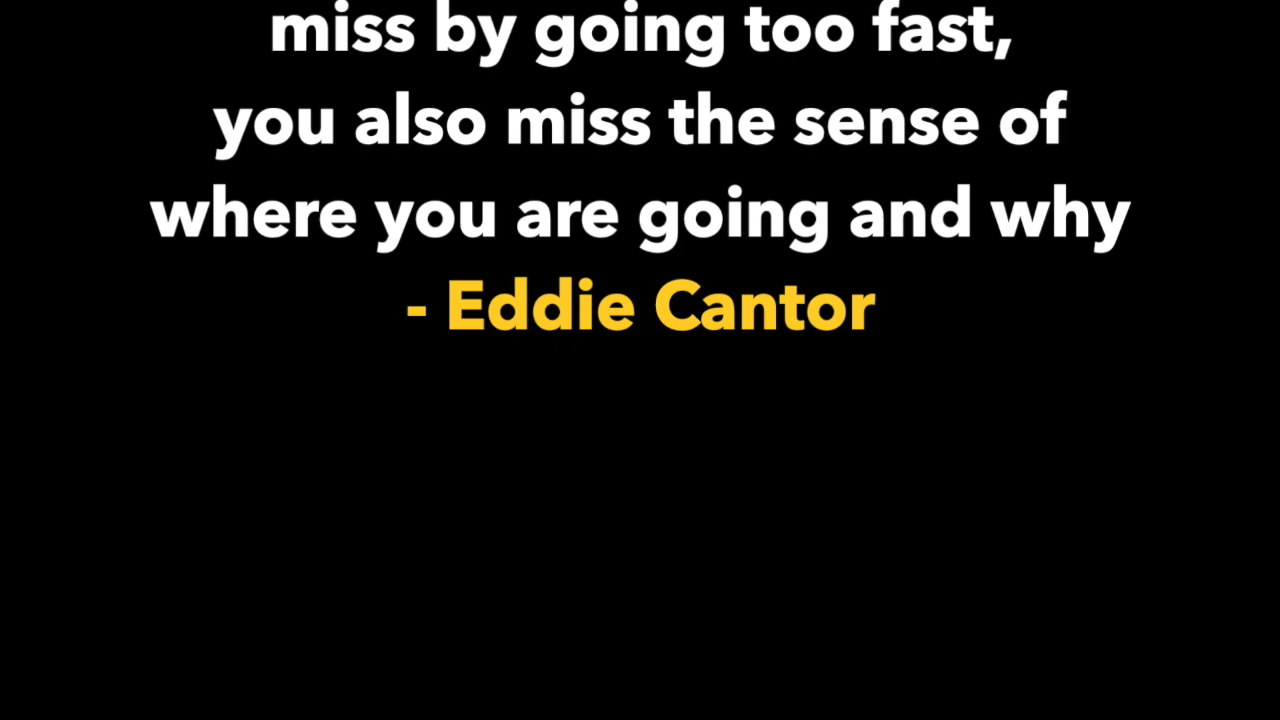 miss by going too fast,
you also miss the sense of
where you are going and why
- Eddie Cantor